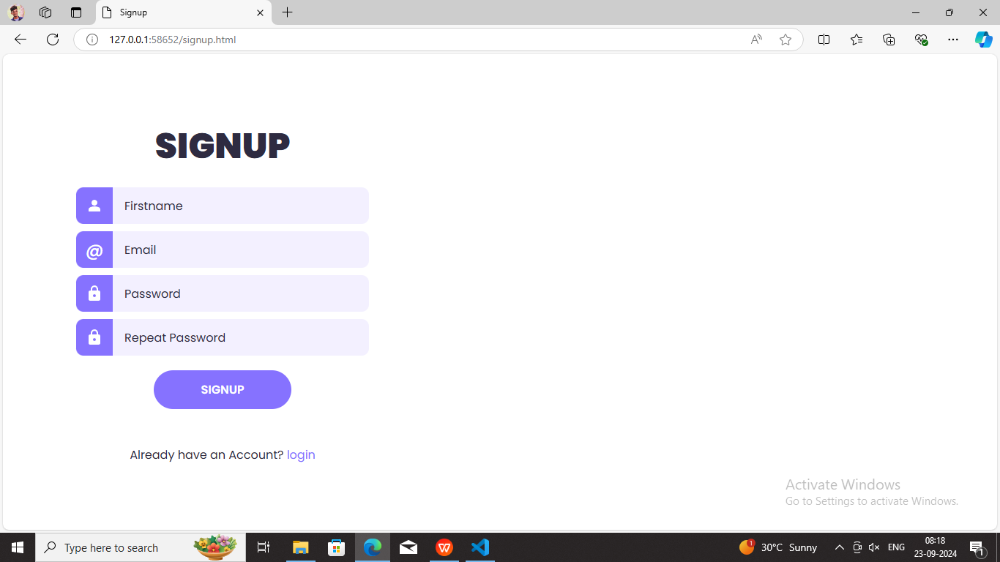 Signup
127.0.0.1:58652/signup.html
SIGNUP
Firstname
@ Email
Password
Repeat Password
SIGNUP
Already have an Account? login
Activate Windows
Go to Settings to activate Windows.
Type here to search
1
30°C Sunny
ENG
08:18
23-09-2024
1